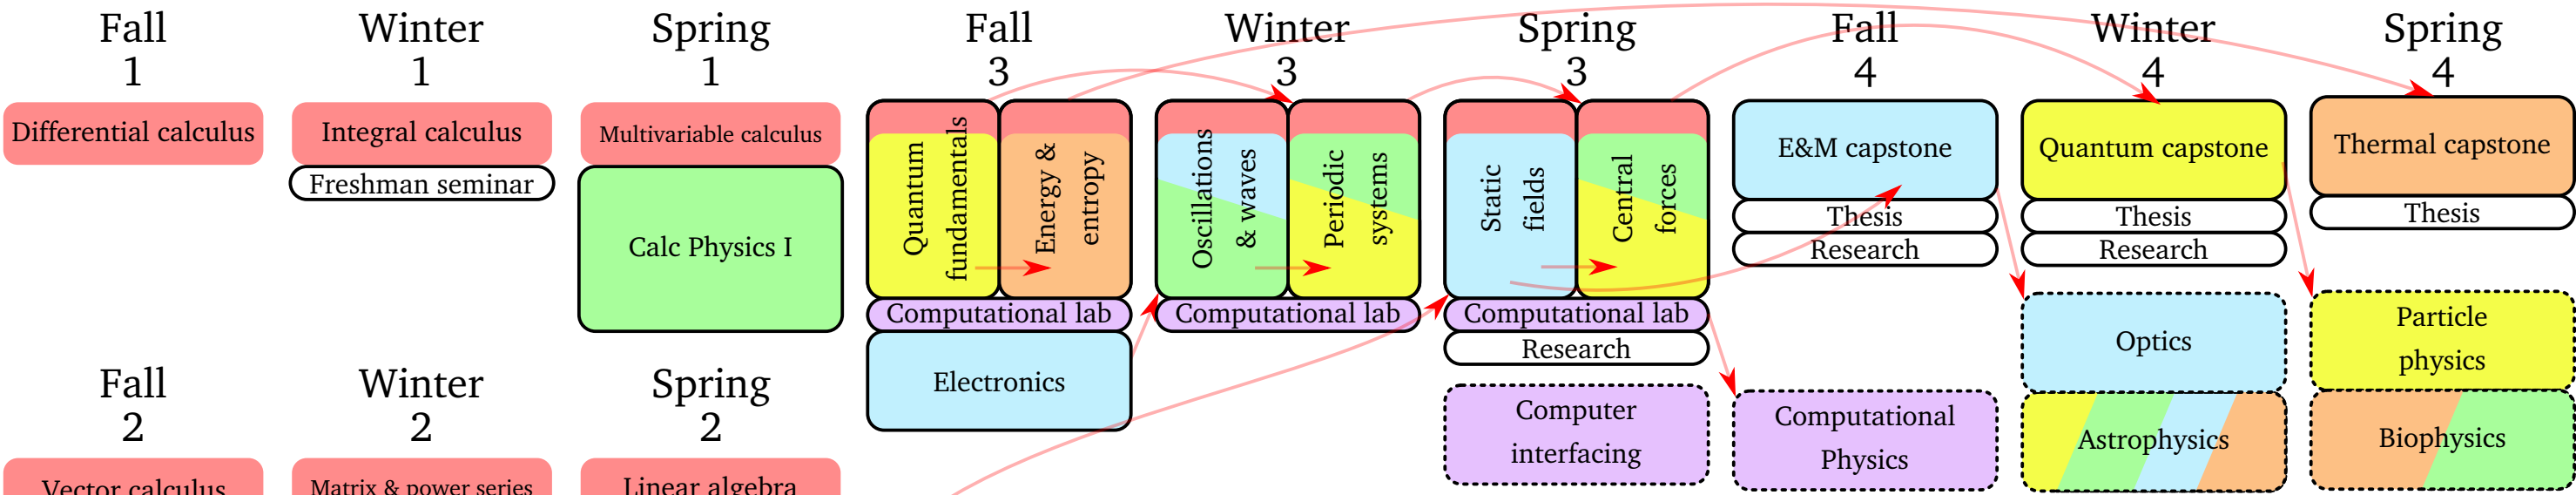 Fall
1
Differential calculus
Winter
1
Integral calculus
Freshman seminar
Spring
1
Multivariable calculus
Calc Physics I
Fall
2
Vector calculus
Winter
2
Matrix & power series
Spring
2
Linear algebra
Fall
3
Quantum
fundamentals
Energy &
entropy
Computational lab
Electronics
Winter
3
Oscillations
& waves
Periodic
systems
Computational lab
Spring
3
Static
fields
Central
forces
Computational lab
Research
Computer
interfacing
Fall
4
E&M capstone
Thesis
Research
Computational
Physics
Winter
4
Quantum capstone
Thesis
Research
Optics
Astrophysics
Spring
4
Thermal capstone
Thesis
Particle
physics
Biophysics